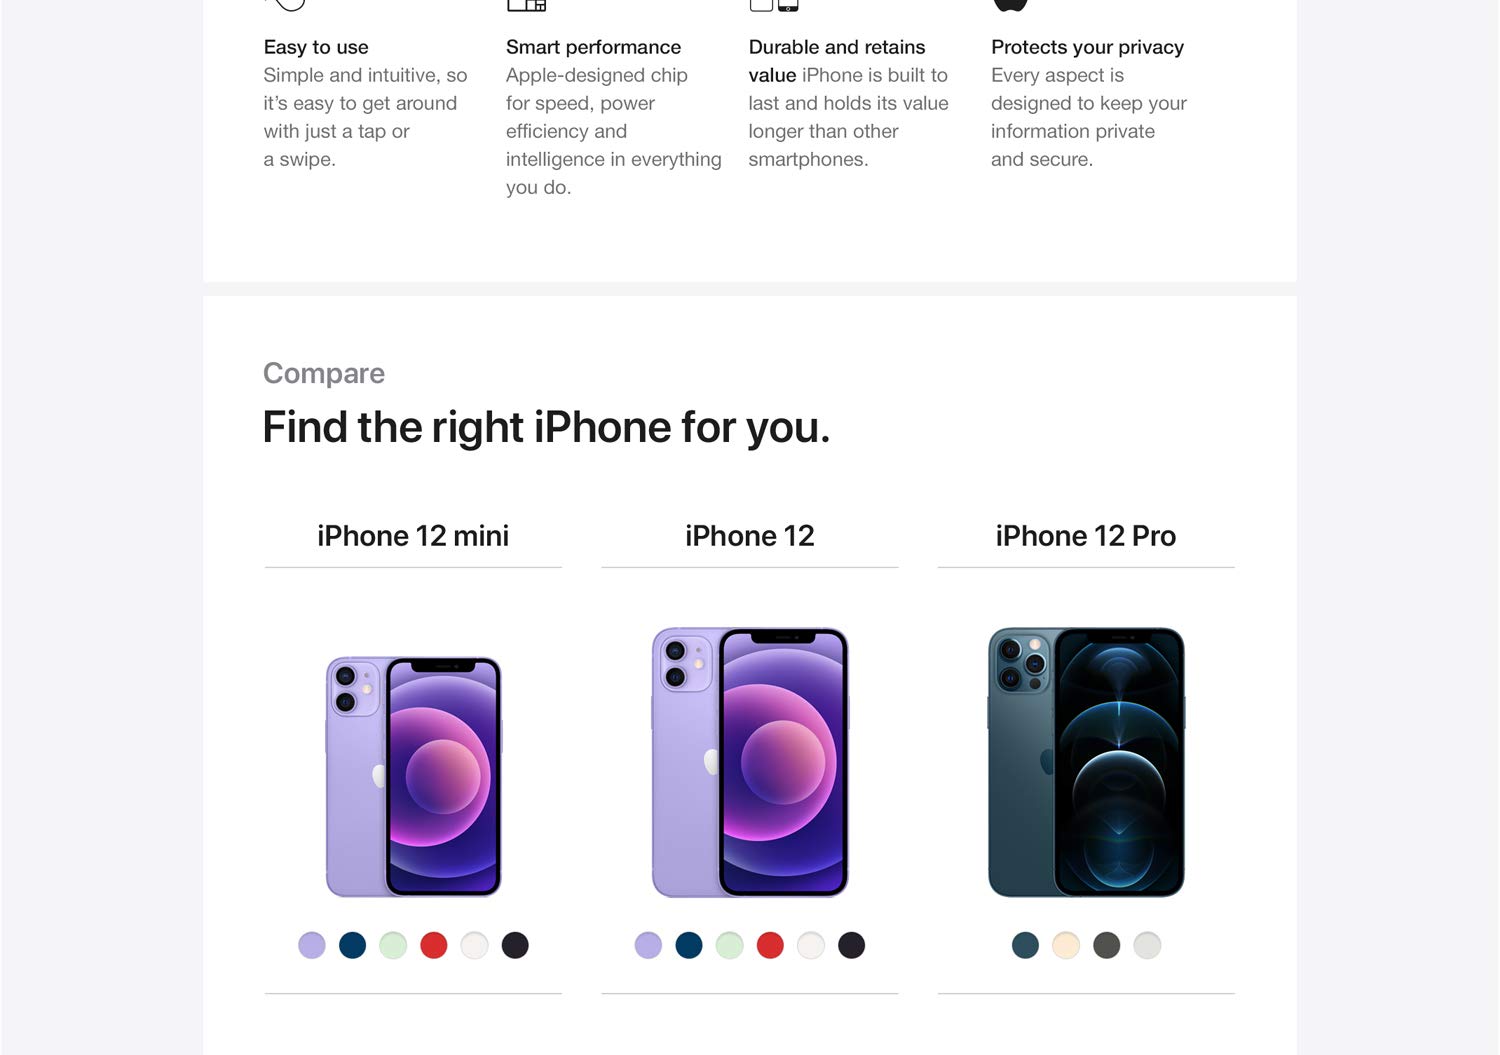 Easy to use
Simple and intuitive, so
it's easy to get around
with just a tap or
a swipe.
Smart performance
Apple-designed chip
for speed, power
efficiency and
intelligence in everything
you do.
Durable and retains
value iPhone is built to
last and holds its value
longer than other
smartphones.
Protects your privacy
Every aspect is
designed to keep your
information private
and secure.
Compare
Find the right iPhone for you.
iPhone 12 mini
iPhone 12
iPhone 12 Pro